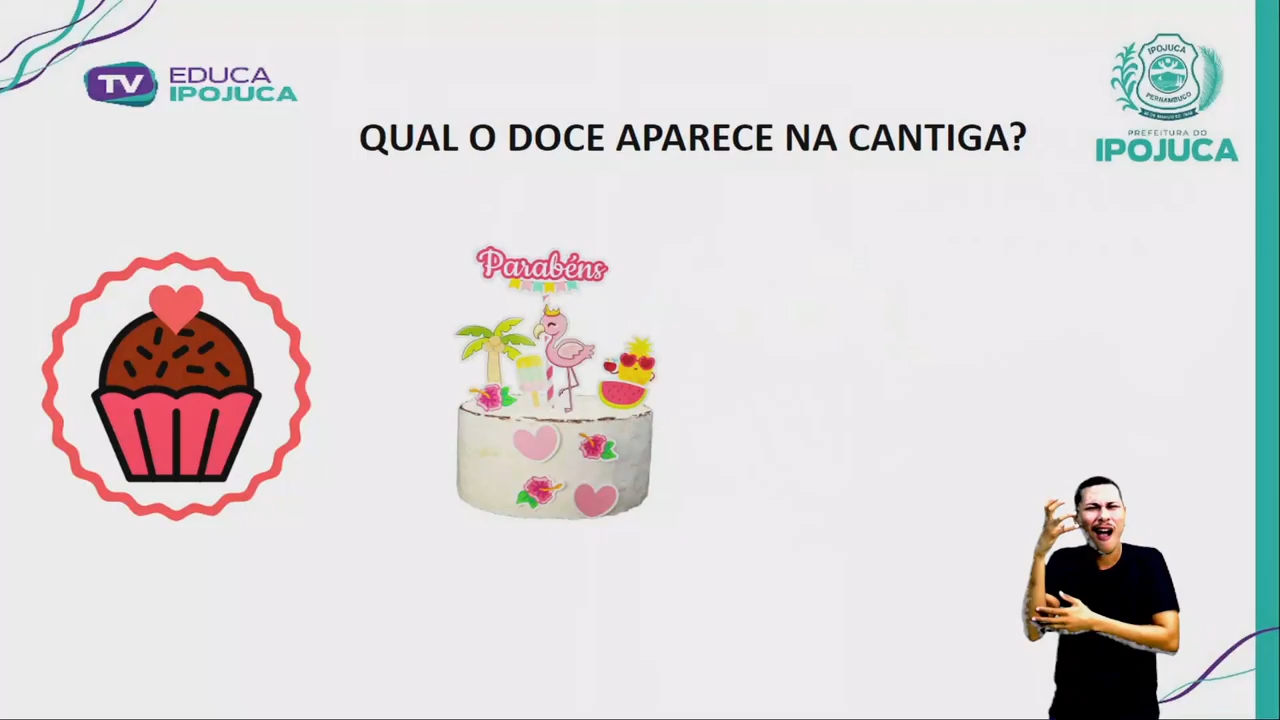 TV EDUCA
IPOJUCA
IPOJUCA
PERNAMBUCO
PREFEITURA DO
IPOJUCA
QUAL O DOCE APARECE NA CANTIGA?
Parabéns